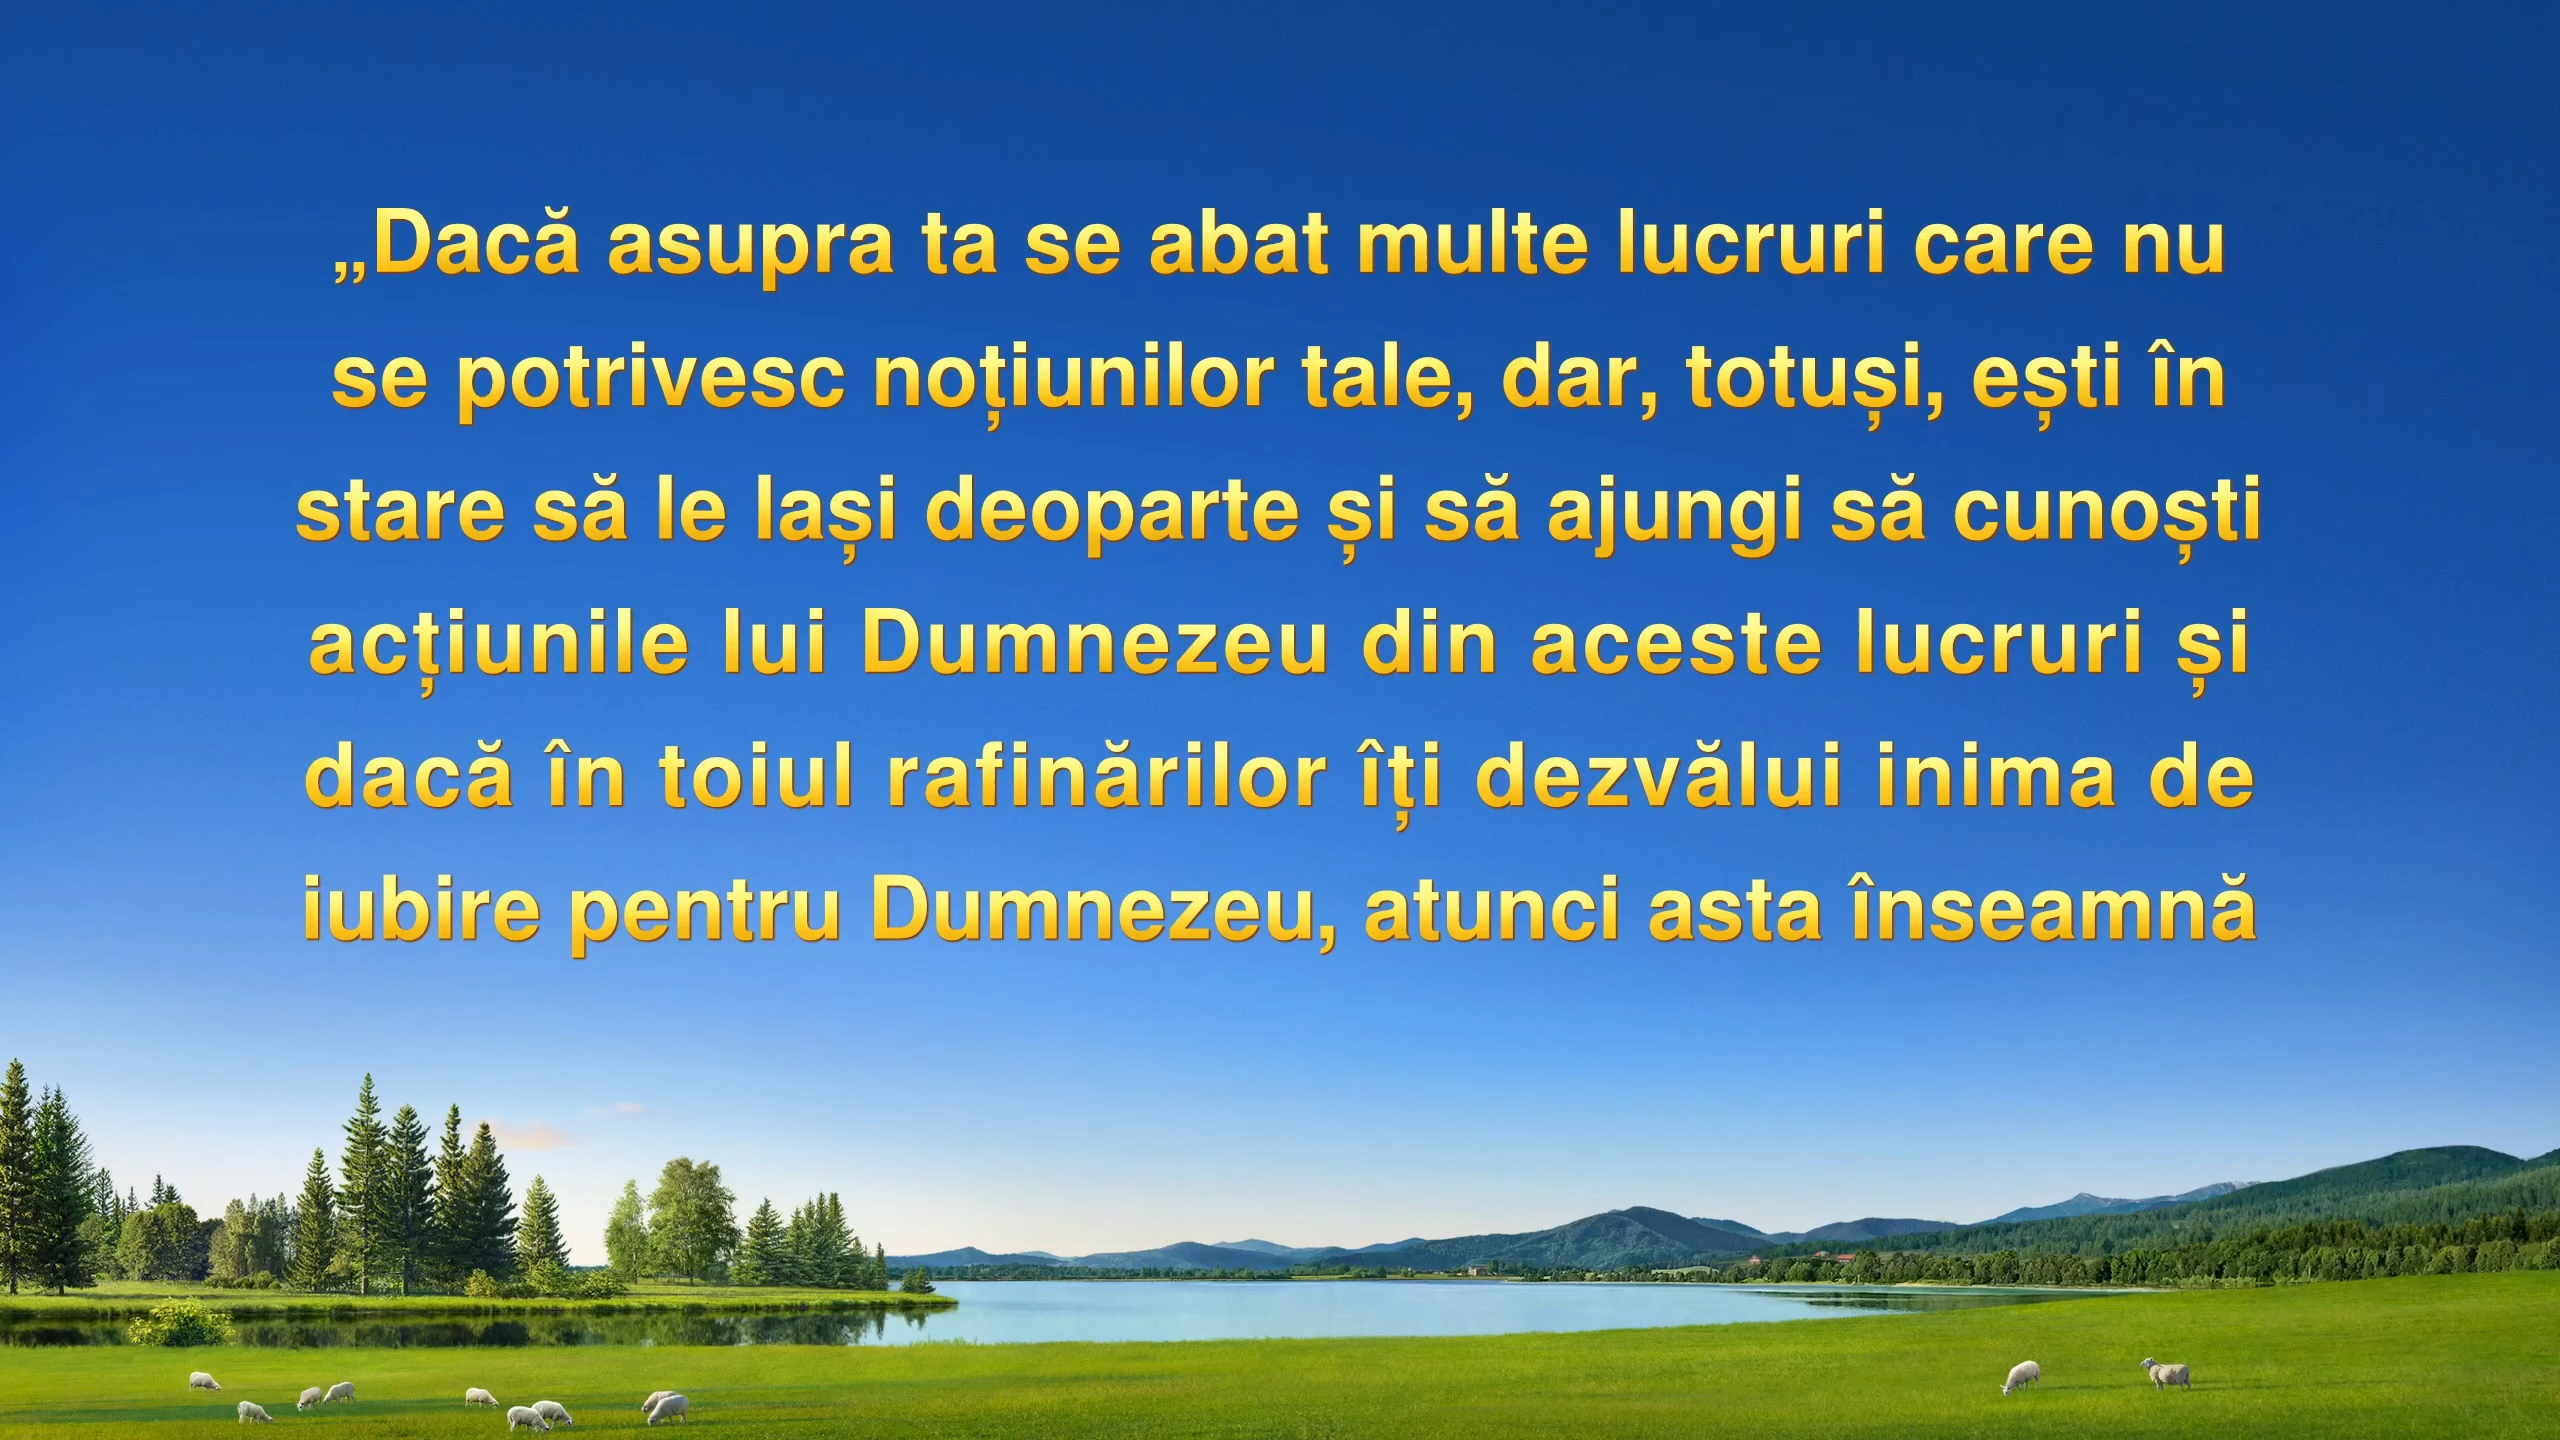 „Dacă asupra ta se abat multe lucruri care nu
se potrivesc noțiunilor tale, dar, totuși, ești în
stare să le lași deoparte și să ajungi să cunoști
acțiunile lui Dumnezeu din aceste lucruri și
dacă în toiul rafinărilor îți dezvălui inima de
iubire pentru Dumnezeu, atunci asta înseamnă